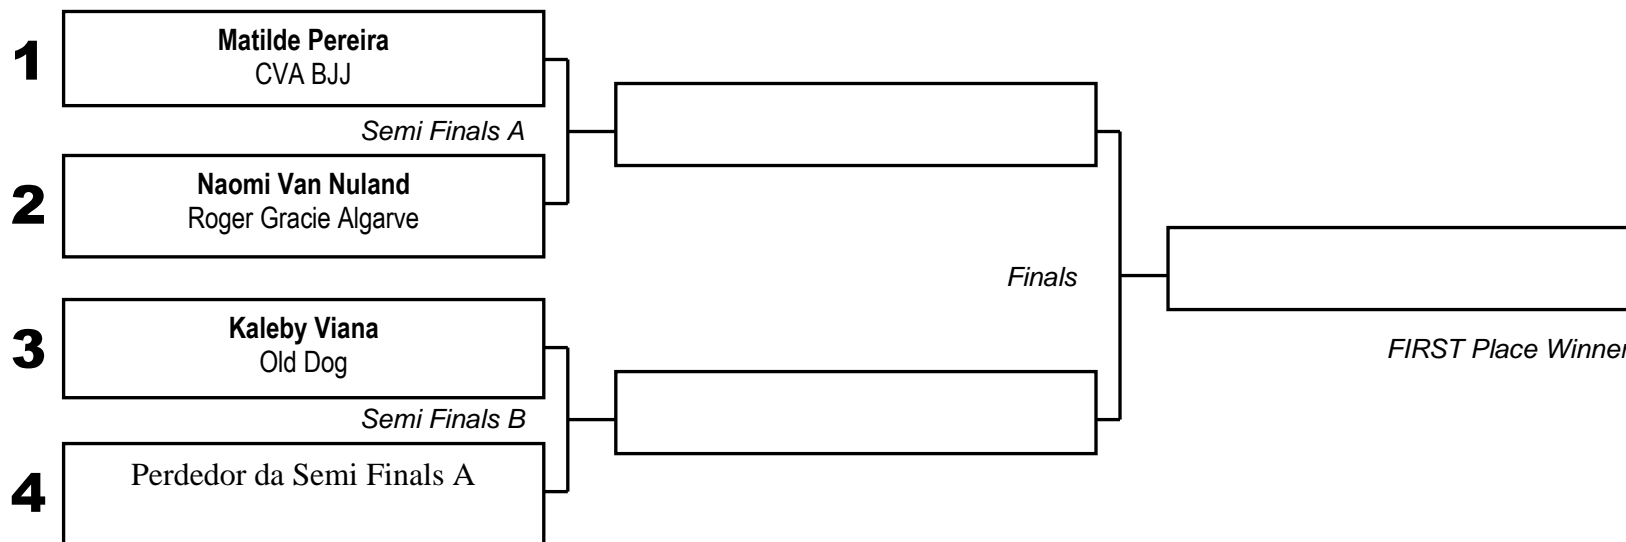 1
Matilde Pereira
CVA BJJ
Semi Finals A
2
Naomi Van Nuland
Roger Gracie Algarve
3
Kaleby Viana
Old Dog
Semi Finals B
4
Perdedor da Semi Finals A
Finals
FIRST Place Winner